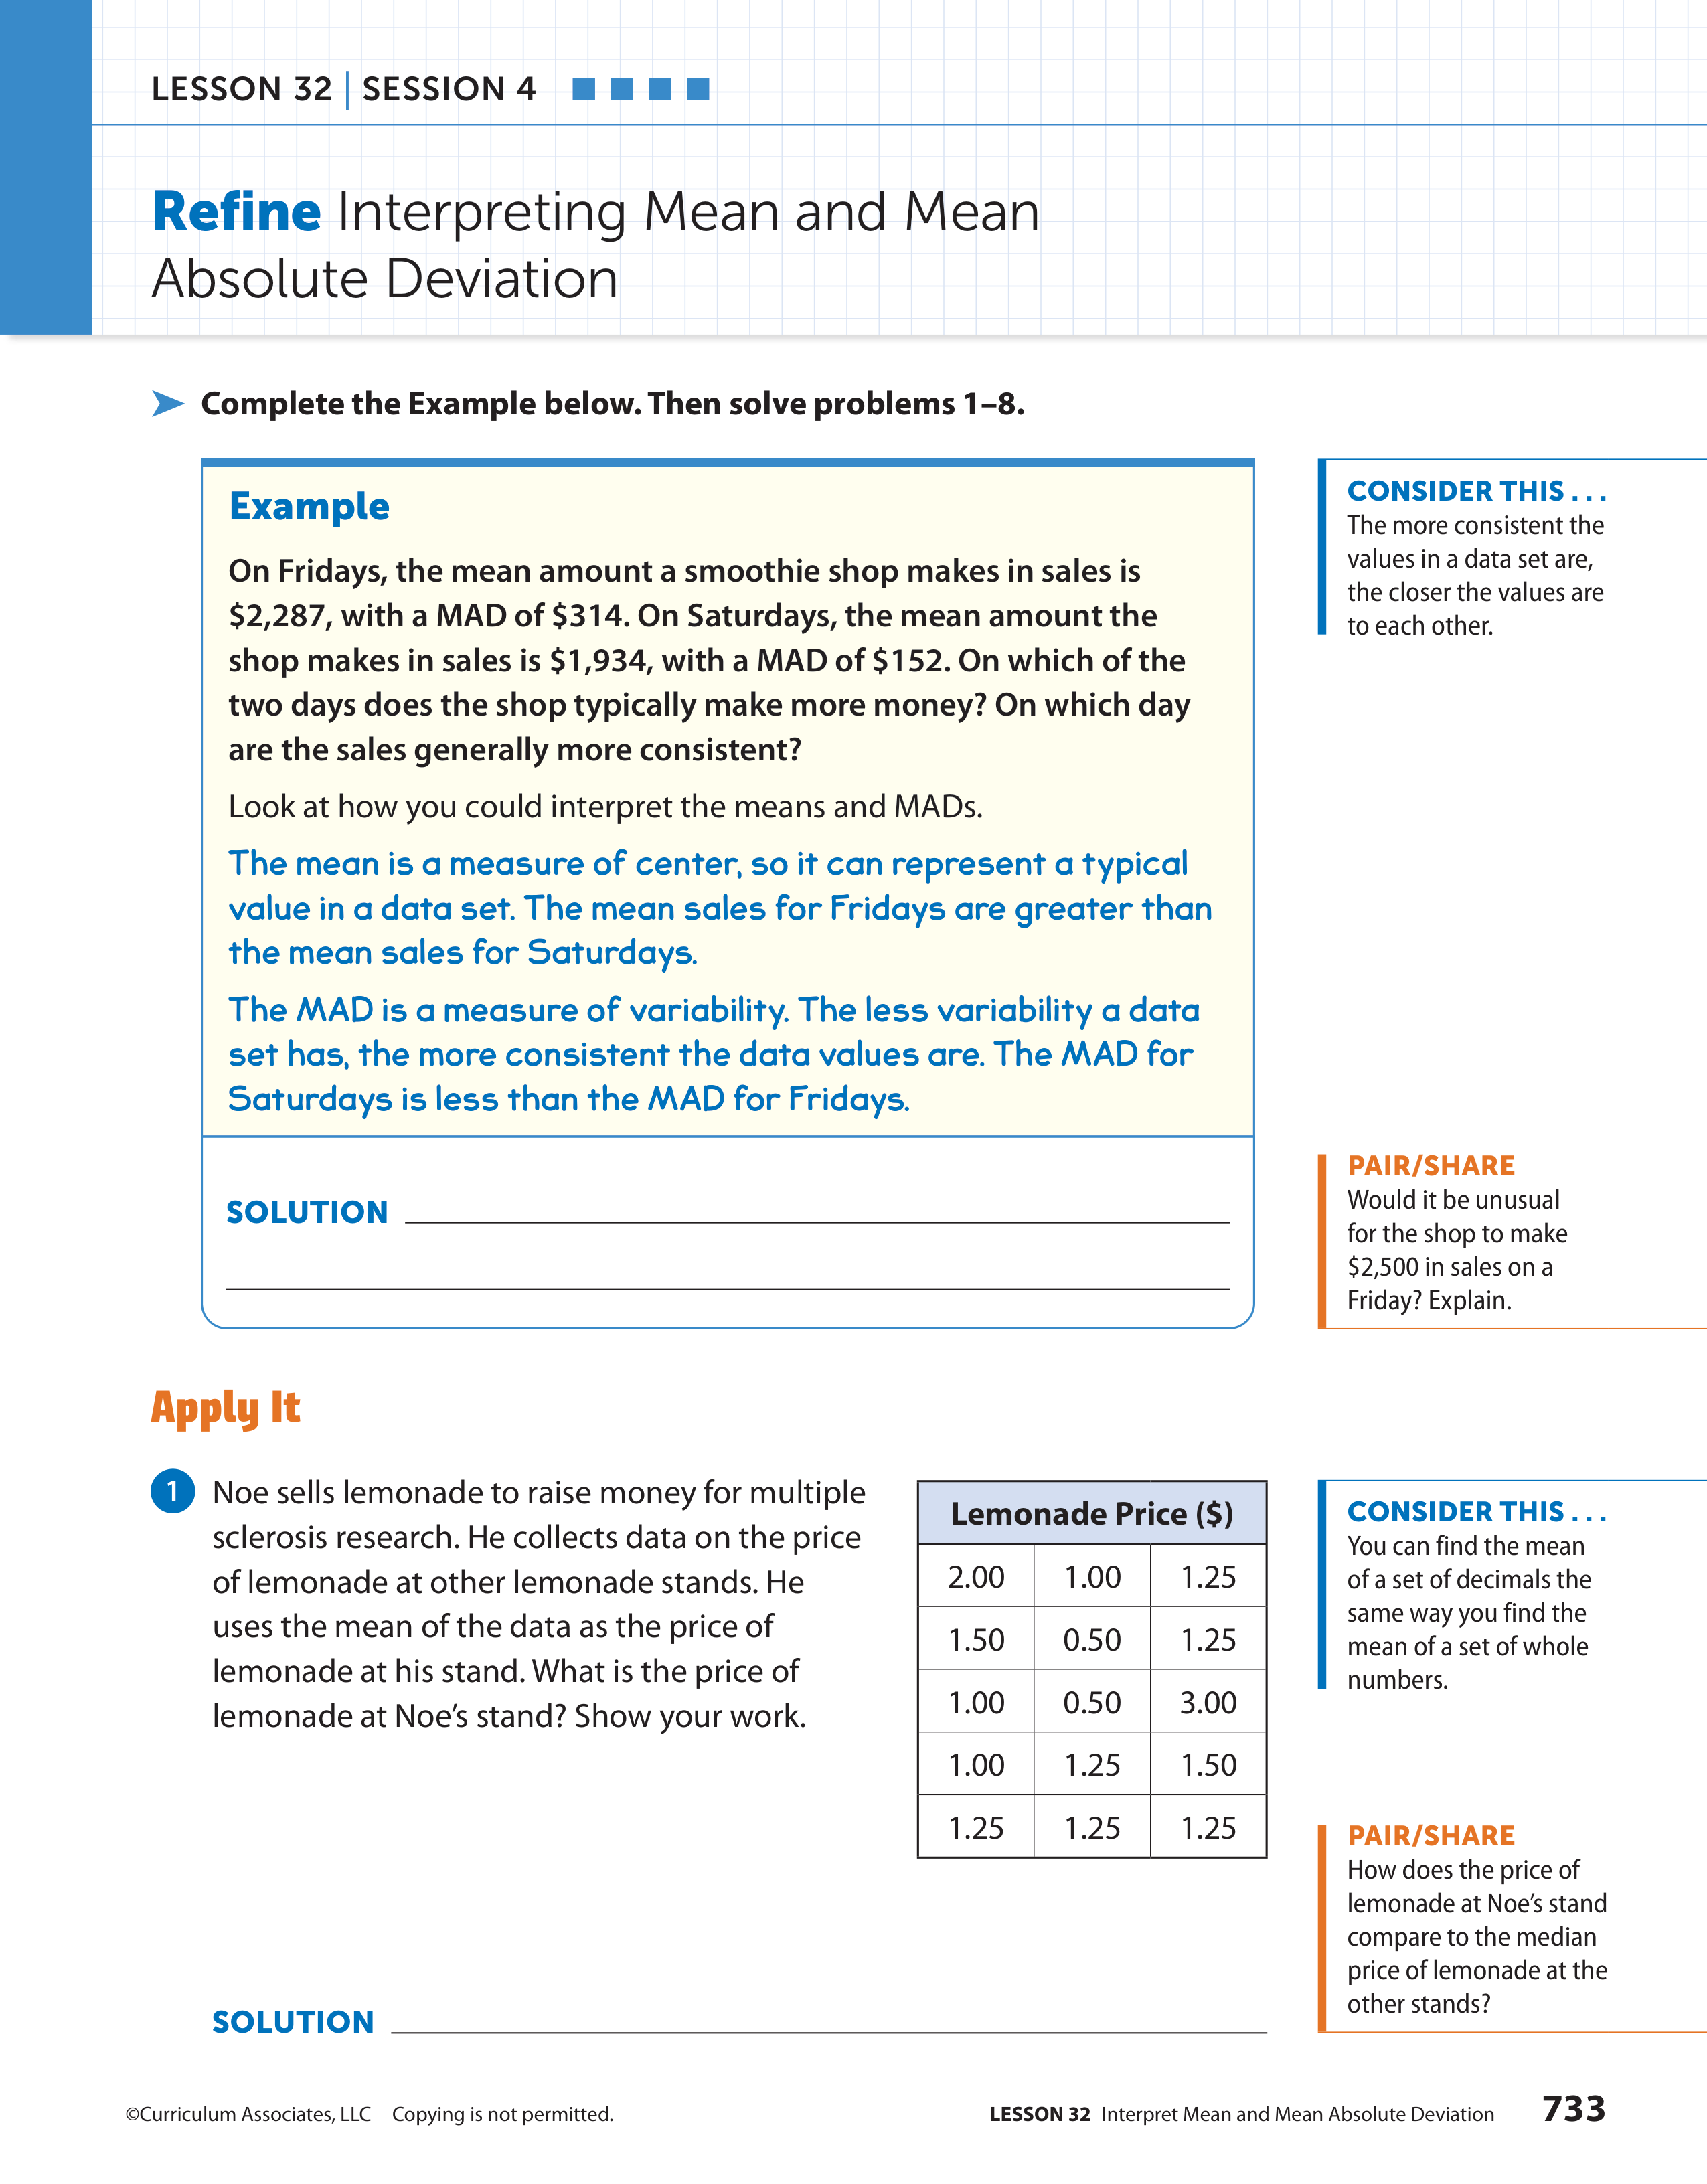 LESSON 32 | SESSION 4
Refine Interpreting Mean and Mean
Absolute Deviation
Complete the Example below. Then solve problems 1–8.
Example
On Fridays, the mean amount a smoothie shop makes in sales is
$2,287, with a MAD of $314. On Saturdays, the mean amount the
shop makes in sales is $1,934, with a MAD of $152. On which of the
two days does the shop typically make more money? On which day
are the sales generally more consistent?
Look at how you could interpret the means and MADs.
The mean is a measure of center, so it can represent a typical
value in a data set. The mean sales for Fridays are greater than
the mean sales for Saturdays.
The MAD is a measure of variability. The less variability a data
set has, the more consistent the data values are. The MAD for
Saturdays is less than the MAD for Fridays.
SOLUTION
CONSIDER THIS . . .
The more consistent the
values in a data set are,
the closer the values are
to each other.
PAIR/SHARE
Would it be unusual
for the shop to make
$2,500 in sales on a
Friday? Explain.
Apply It
1 Noe sells lemonade to raise money for multiple
sclerosis research. He collects data on the price
of lemonade at other lemonade stands. He
uses the mean of the data as the price of
lemonade at his stand. What is the price of
lemonade at Noe’s stand? Show your work.
Lemonade Price ($)
2.00 1.00 1.25
1.50 0.50 1.25
1.00 0.50 3.00
1.00 1.25 1.50
1.25 1.25 1.25
SOLUTION
CONSIDER THIS . . .
You can find the mean
of a set of decimals the
same way you find the
mean of a set of whole
numbers.
PAIR/SHARE
How does the price of
lemonade at Noe’s stand
compare to the median
price of lemonade at the
other stands?
©Curriculum Associates, LLC Copying is not permitted.
LESSON 32 Interpret Mean and Mean Absolute Deviation 733